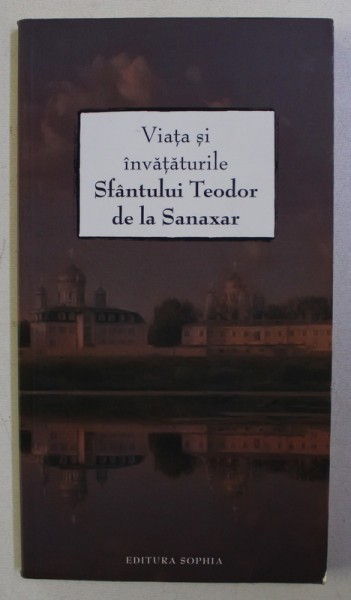 Viața și
învățăturile
Sfântului Teodor
de la Sanaxar
EDITURA SOPHIA